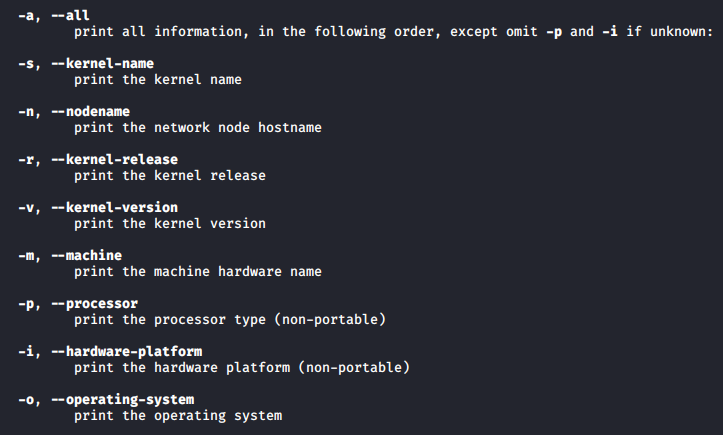 -a, --all
print all information, in the following order, except omit -p and -i if unknown:
-s, --kernel-name
print the kernel name
-n, --nodename
print the network node hostname
-r, --kernel-release
print the kernel release
-v, --kernel-version
print the kernel version
-m, --machine
print the machine hardware name
-p, --processor
print the processor type (non-portable)
-i, --hardware-platform
print the hardware platform (non-portable)
-o, --operating-system
print the operating system